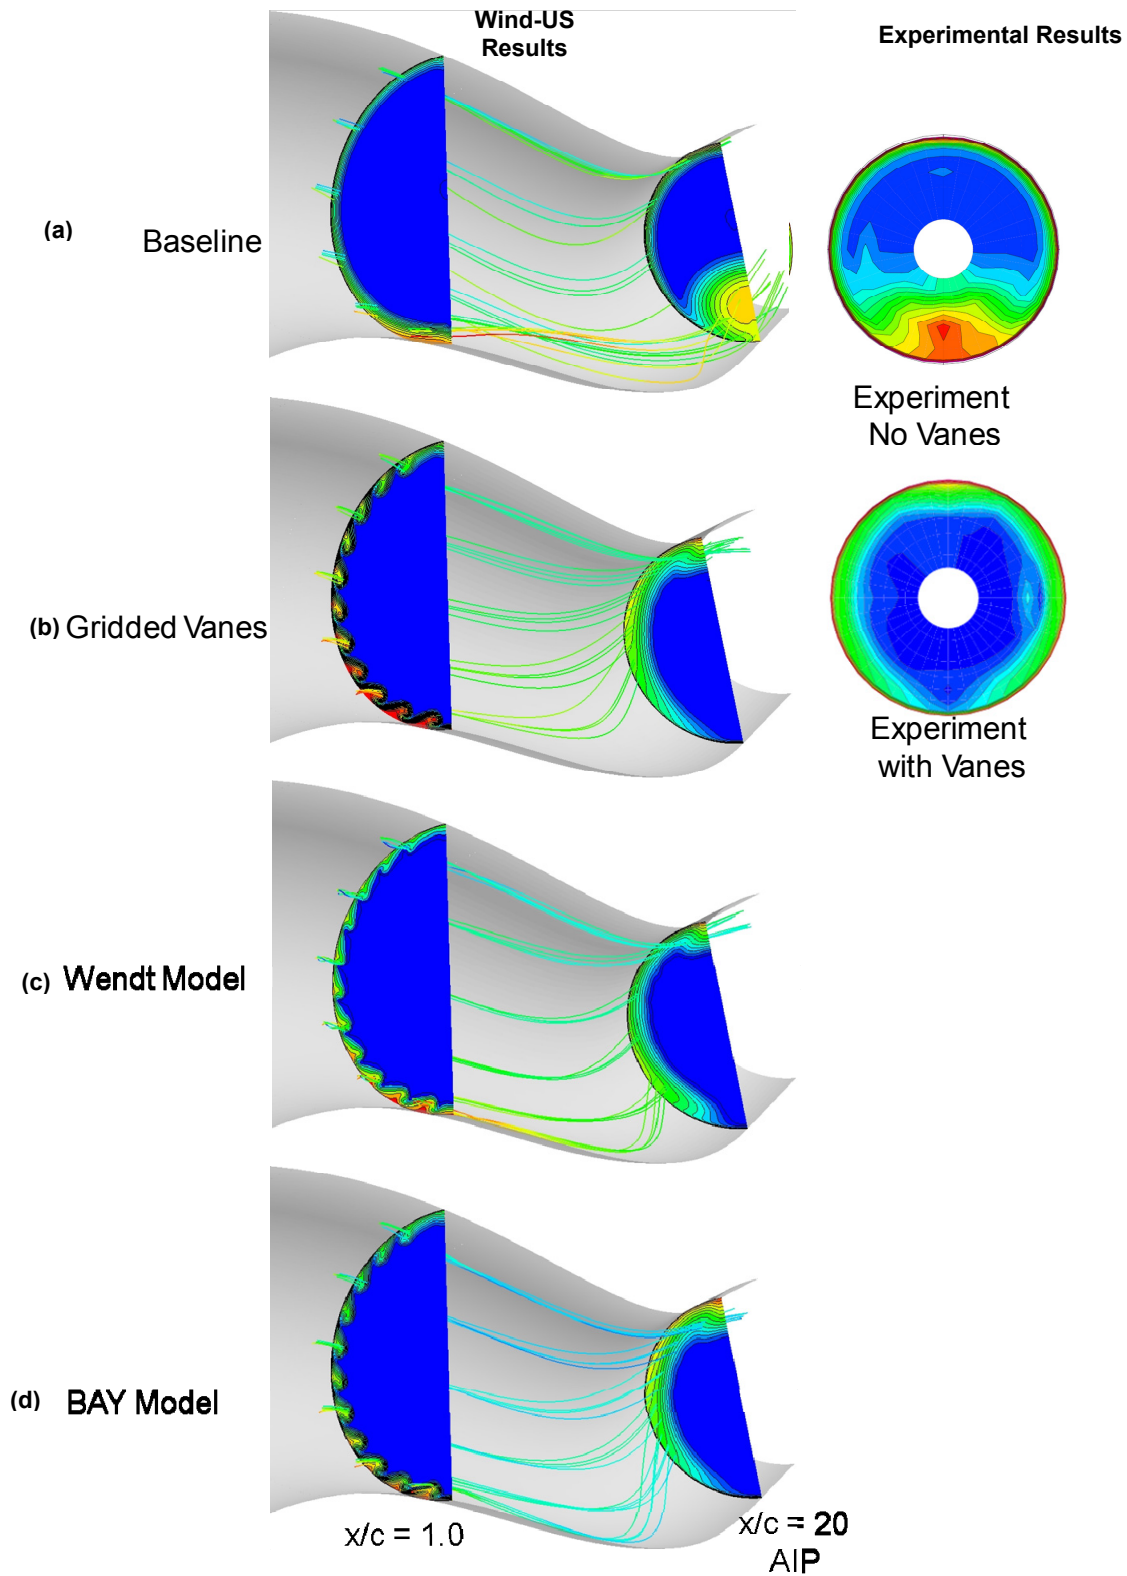 Wind-US
Results
Experimental Results
(a)
Baseline
Experiment
No Vanes
(b) Gridded Vanes
Experiment
with Vanes
(c) Wendt Model
(d) BAY Model
x/c = 1.0
x/c = 20
AIP